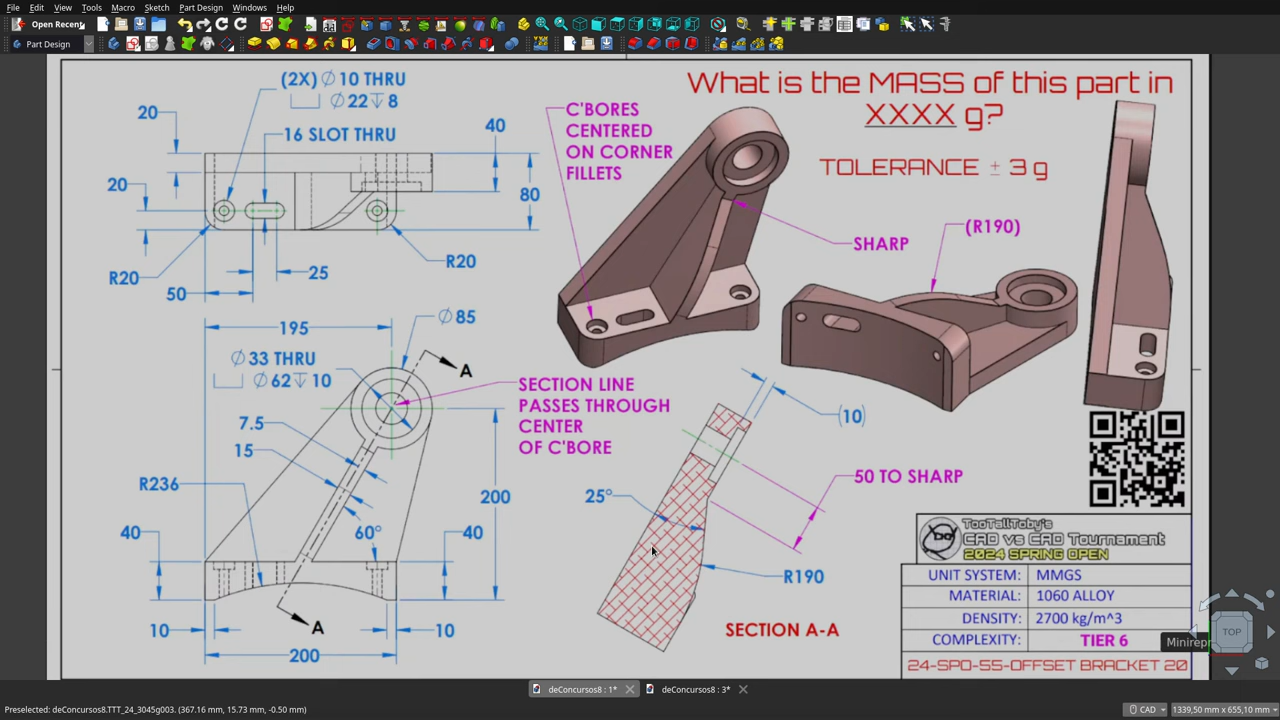 File Edit View Tools Macro Sketch Part Design Windows Help
Open Recent
Part Design
What is the MASS of this part in
XXXX g?
TOLERANCE ± 3 g
(2X) ∅ 10 THRU
∅ 22 ↧ 8
16 SLOT THRU
20
40
20
80
R20
R20
25
50
C'BORES
CENTERED
ON CORNER
FILLETS
SHARP
(R190)
195
∅ 85
∅ 33 THRU
∅ 62 ↧ 10
A
SECTION LINE
PASSES THROUGH
CENTER
OF C'BORE
7.5
15
R236
200
60°
40
40
10
A
10
200
(10)
50 TO SHARP
25°
R190
SECTION A-A
TooTallToby's
CAD vs CAD Tournament
2024 SPRING OPEN
UNIT SYSTEM: MMGS
MATERIAL: 1060 ALLOY
DENSITY: 2700 kg/m^3
COMPLEXITY: TIER 6
24-SPO-SS-OFFSET BRACKET 20
TOP
Minirep
deConcursos8 : 1*
deConcursos8 : 3*
Preselected: deConcursos8.TTT_24_3045g003. (367.16 mm, 15.73 mm, -0.50 mm)
CAD
1339,50 mm x 655,10 mm